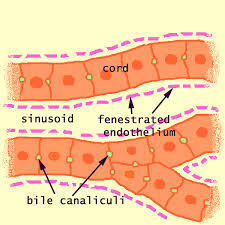 cord
sinusoid
fenestrated
endothelium
bile canaliculi